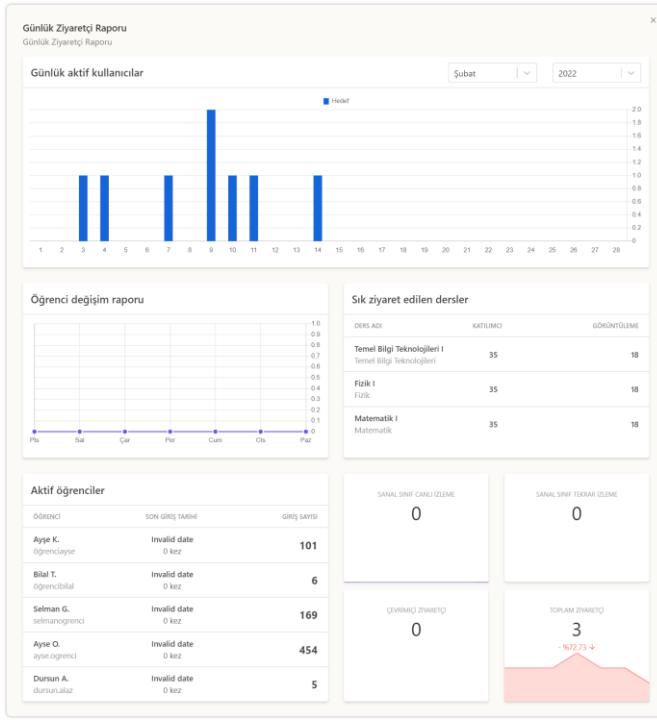 ×
Günlük Ziyaretçi Raporu
Günlük Ziyaretçi Raporu
Günlük aktif kullanıcılar
Şubat
2022
Hedef
2.0
1.8
1.6
1.4
1.2
1.0
0.8
0.6
0.4
0.2
0
1 2 3 4 5 6 7 8 9 10 11 12 13 14 15 16 17 18 19 20 21 22 23 24 25 26 27 28
Öğrenci değişim raporu
1.0
0.9
0.8
0.7
0.6
0.5
0.4
0.3
0.2
0.1
0
Pts Sal Çar Per Cum Cts Paz
Sık ziyaret edilen dersler
DERS ADI KATILIMCI GÖRÜNTÜLEME
Temel Bilgi Teknolojileri I
Temel Bilgi Teknolojileri
35 18
Fizik I
Fizik
35 18
Matematik I
Matematik
35 18
Aktif öğrenciler
ÖĞRENCİ SON GİRİŞ TARİHİ GİRİŞ SAYISI
Ayşe K. Invalid date
öğrenciayse 0 kez
101
Bilal T. Invalid date
öğrencibilal 0 kez
6
Selman G. Invalid date
selmanogrenci 0 kez
169
Ayse O. Invalid date
ayse.ogrenci 0 kez
454
Dursun A. Invalid date
dursun.alaz 0 kez
5
SANAL SINIF CANLI İZLEME
0
SANAL SINIF TEKRAR İZLEME
0
ÇEVRİMİÇİ ZİYARETÇİ
0
TOPLAM ZİYARETÇİ
3
- %72.73 ↓